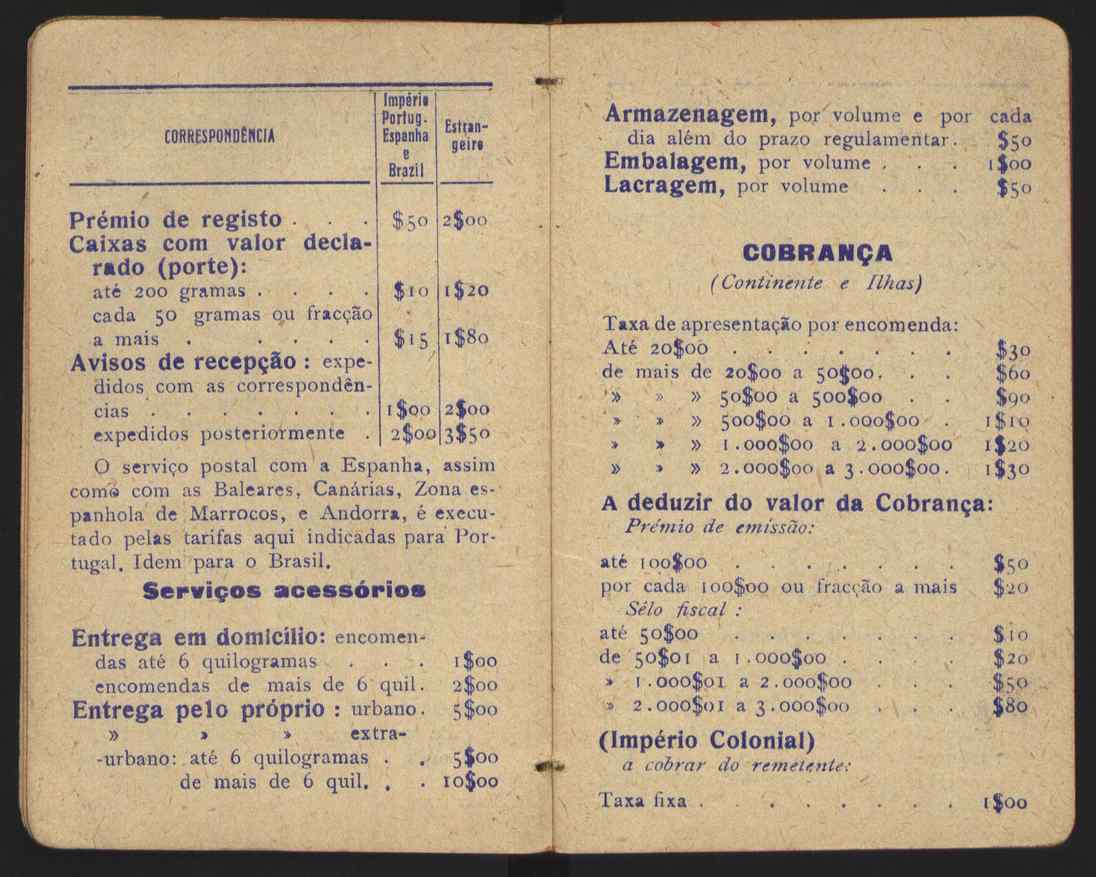 CORRESPONDÊNCIA
Império
Portug.
Espanha
e
Brazil
Estran-
geiro
Prémio de registo . . . $50 2$00
Caixas com valor decla-
rado (porte):
até 200 gramas . . . . $10 1$20
cada 50 gramas ou fracção
a mais . . . . . $15 1$80
Avisos de recepção : expe-
didos com as correspondên-
cias . . . . . . . 1$00 2$00
expedidos posteriormente . 2$00 3$50
O serviço postal com a Espanha, assim
como com as Baleares, Canárias, Zona es-
panhola de Marrocos, e Andorra, é execu-
tado pelas tarifas aqui indicadas para Por-
tugal. Idem para o Brasil.
Serviços acessórios
Entrega em domicílio: encomen-
das até 6 quilogramas . . . 1$00
encomendas de mais de 6 quil. 2$00
Entrega pelo próprio : urbano. 5$00
» » » extra-
-urbano: até 6 quilogramas . . 5$00
de mais de 6 quil. . . 10$00
Armazenagem, por volume e por cada
dia além do prazo regulamentar. $50
Embalagem, por volume . . . 1$00
Lacragem, por volume . . . $50
COBRANÇA
(Continente e Ilhas)
Taxa de apresentação por encomenda:
Até 20$00 . . . . . . . $30
de mais de 20$00 a 50$00. . . $60
» » » 50$00 a 500$00 . . $90
» » » 500$00 a 1.000$00 . 1$10
» » » 1.000$00 a 2.000$00 1$20
» » » 2.000$00 a 3.000$00. 1$30
A deduzir do valor da Cobrança:
Prémio de emissão:
até 100$00 . . . . . . . $50
por cada 100$00 ou fracção a mais $20
Sêlo fiscal :
até 50$00 . . . . . . . $10
de 50$01 a 1.000$00 . . . $20
» 1.000$01 a 2.000$00 . . . $50
» 2.000$01 a 3.000$00 . . . $80
(Império Colonial)
a cobrar do remetente:
Taxa fixa . . . . . . . 1$00